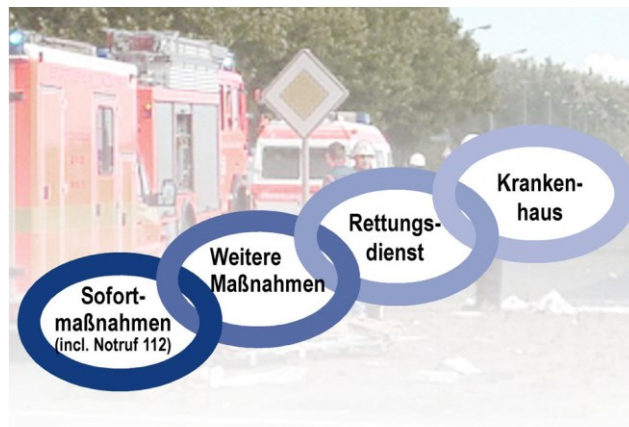 Sofort-
maßnahmen
(incl. Notruf 112)
Weitere
Maßnahmen
Rettungs-
dienst
Kranken-
haus